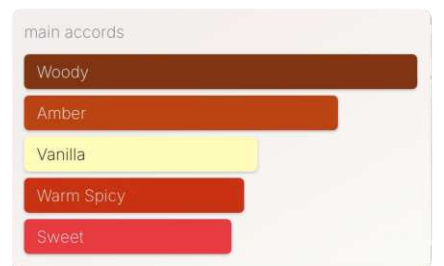 main accords
Woody
Amber
Vanilla
Warm Spicy
Sweet